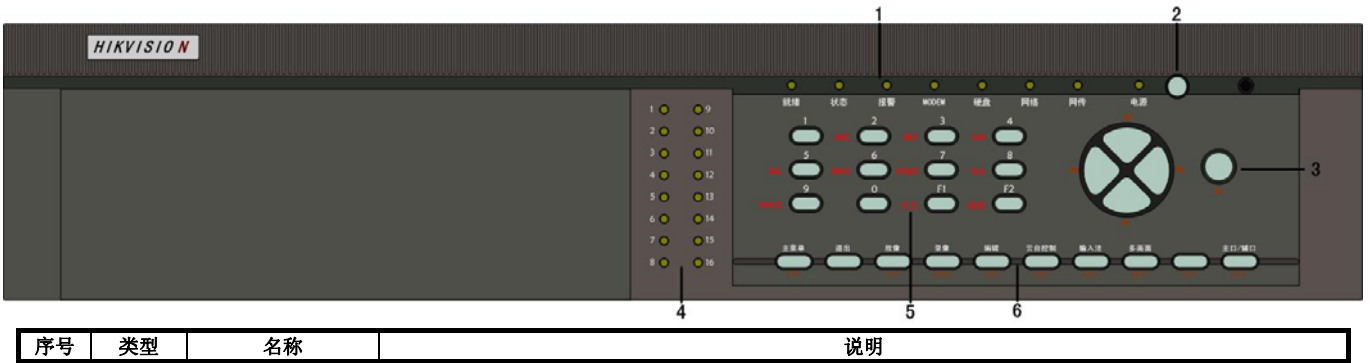 1 2
HIKVISION
就绪 状态 报警 MODEM 硬盘 网络 网传 电源
1 9
2 10
3 11
4 12
5 13
6 14
7 15
8 16
1 2 3 4
5 6 7 8
9 0 F1 F2
3
主菜单 退出 放像 录像 编辑 云台控制 输入法 多画面 主口/辅口
4 5 6
序号 类型 名称 说明